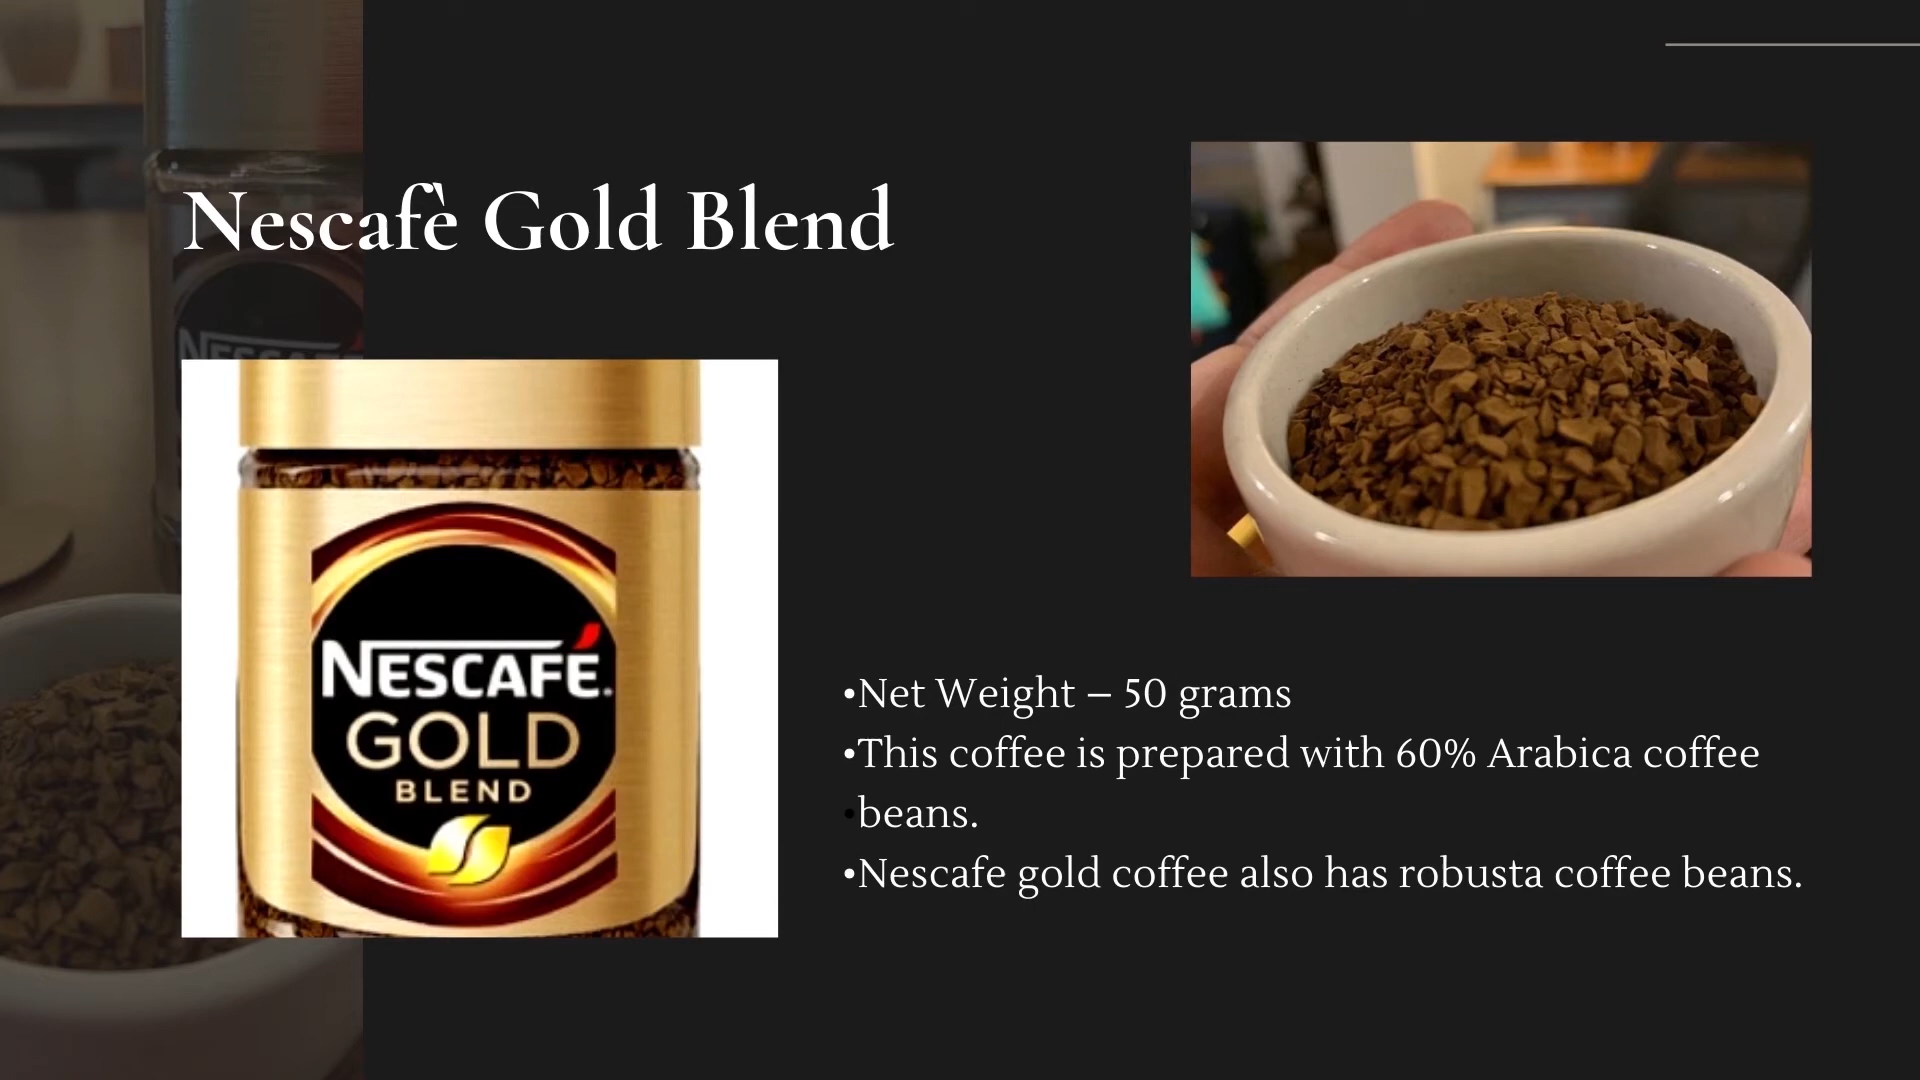 Nescafè Gold Blend
NESCAFÉ
NESCAFÉ.
GOLD
BLEND
•Net Weight – 50 grams
•This coffee is prepared with 60% Arabica coffee
•beans.
•Nescafe gold coffee also has robusta coffee beans.